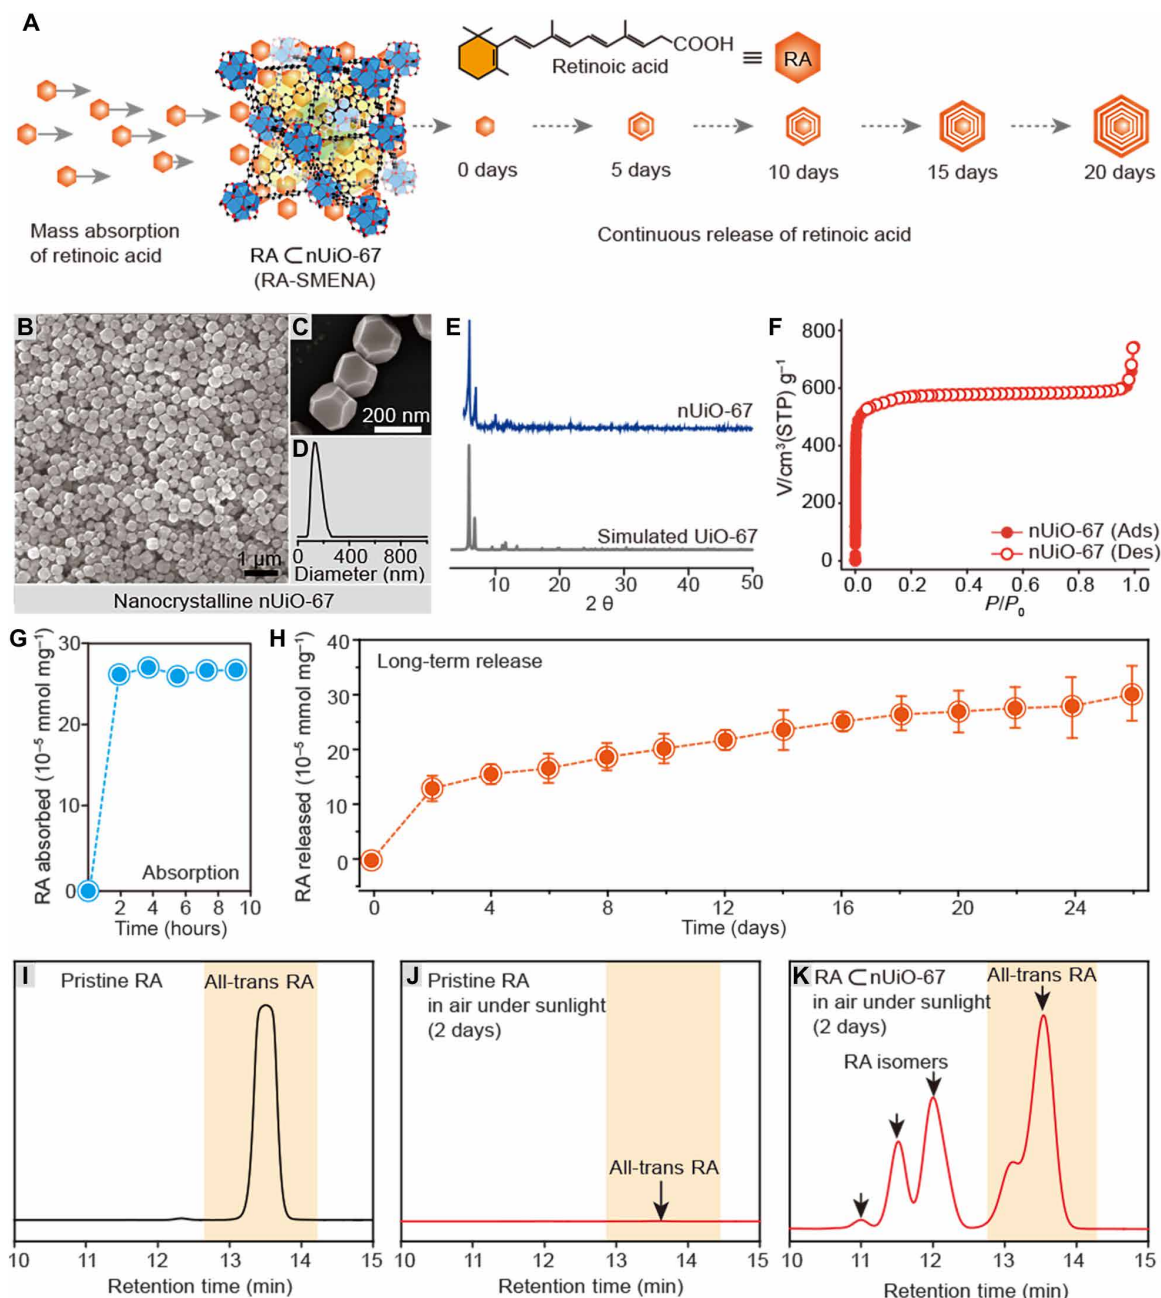 A
COOH
Retinoic acid
≡
RA
0 days
5 days
10 days
15 days
20 days
Mass absorption
of retinoic acid
RA ⊂ nUiO-67
(RA-SMENA)
Continuous release of retinoic acid
B
1 μm
C
200 nm
D
0
400
800
Diameter (nm)
Nanocrystalline nUiO-67
E
nUiO-67
Simulated UiO-67
10
20
30
40
50
2 θ
F
800
600
400
200
0
V/cm³(STP) g⁻¹
nUiO-67 (Ads)
nUiO-67 (Des)
0.0
0.2
0.4
0.6
0.8
1.0
P/P₀
G
30
20
10
0
RA absorbed (10⁻⁵ mmol mg⁻¹)
Absorption
2
4
6
8
10
Time (hours)
H
40
30
20
10
0
RA released (10⁻⁵ mmol mg⁻¹)
Long-term release
0
4
8
12
16
20
24
Time (days)
I
Pristine RA
All-trans RA
10
11
12
13
14
15
Retention time (min)
J
Pristine RA
in air under sunlight
(2 days)
All-trans RA
10
11
12
13
14
15
Retention time (min)
K
RA ⊂ nUiO-67
in air under sunlight
(2 days)
All-trans RA
RA isomers
10
11
12
13
14
15
Retention time (min)